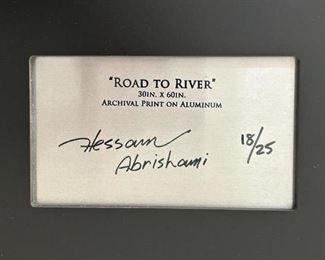 "ROAD TO RIVER"
30IN. X 60IN.
ARCHIVAL PRINT ON ALUMINUM
Hessam
Abrishami
18/25